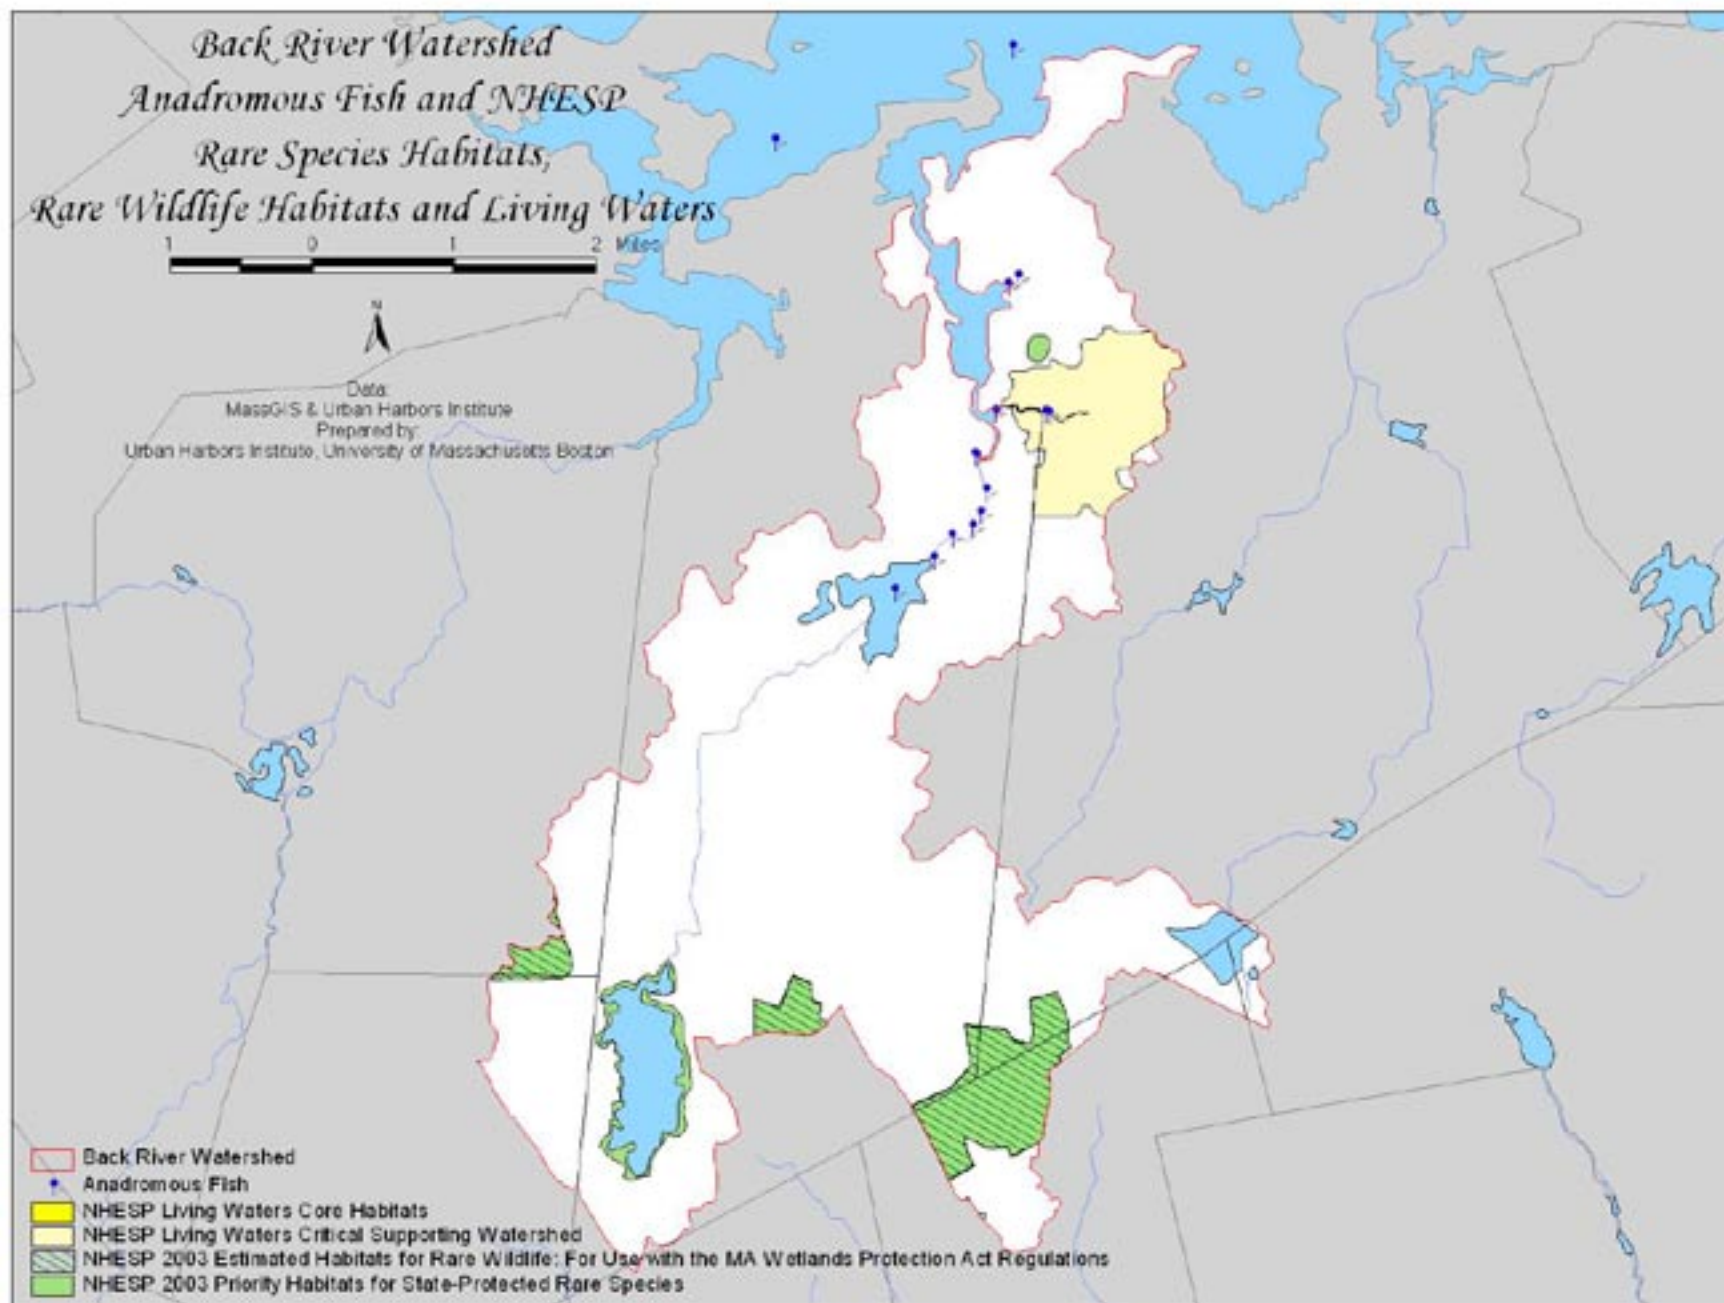 Back River Watershed
Anadromous Fish and NHESP
Rare Species Habitats,
Rare Wildlife Habitats and Living Waters
1 0 1 2 Miles
N
Data:
MassGIS & Urban Harbors Institute
Prepared by:
Urban Harbors Institute, University of Massachusetts Boston
Back River Watershed
Anadromous Fish
NHESP Living Waters Core Habitats
NHESP Living Waters Critical Supporting Watershed
NHESP 2003 Estimated Habitats for Rare Wildlife: For Use with the MA Wetlands Protection Act Regulations
NHESP 2003 Priority Habitats for State-Protected Rare Species